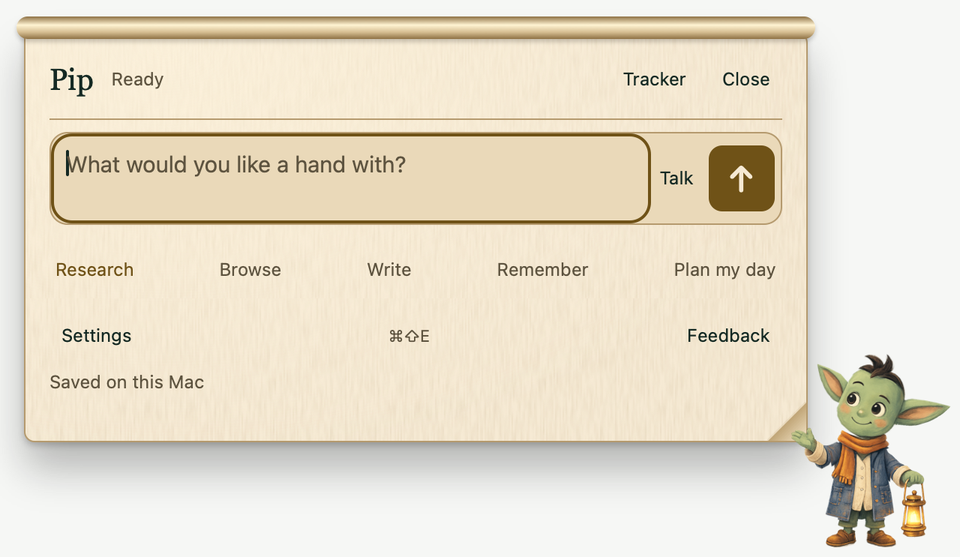 Pip Ready Tracker Close
What would you like a hand with? Talk
Research Browse Write Remember Plan my day
Settings ⌘⇧E Feedback
Saved on this Mac